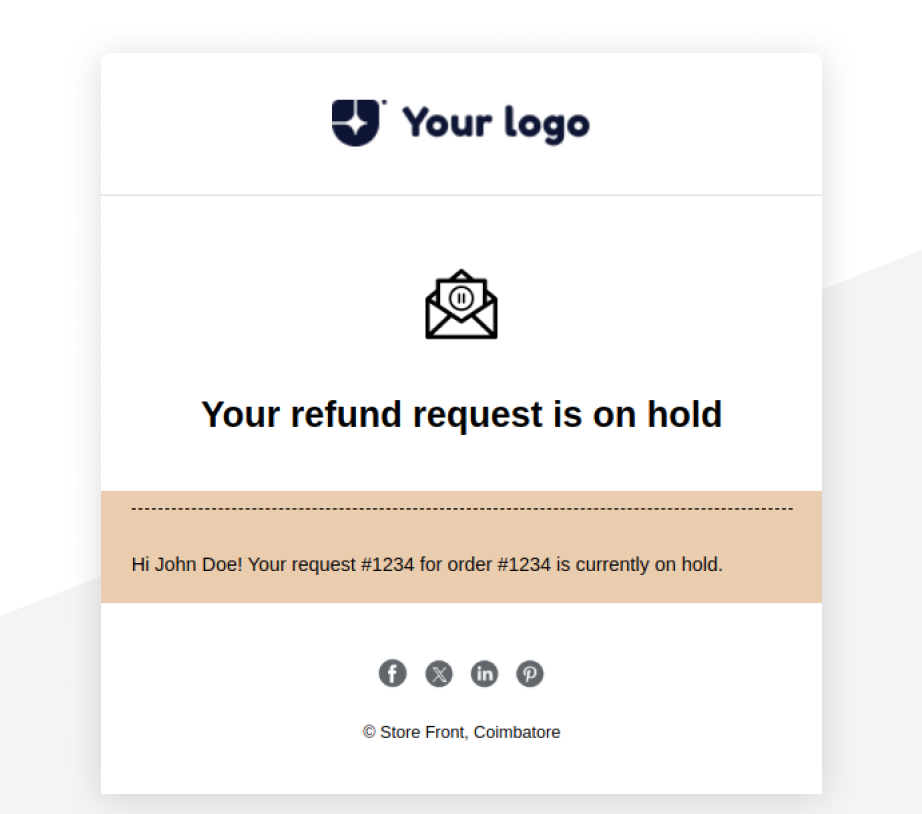 Your logo
Your refund request is on hold
Hi John Doe! Your request #1234 for order #1234 is currently on hold.
© Store Front, Coimbatore